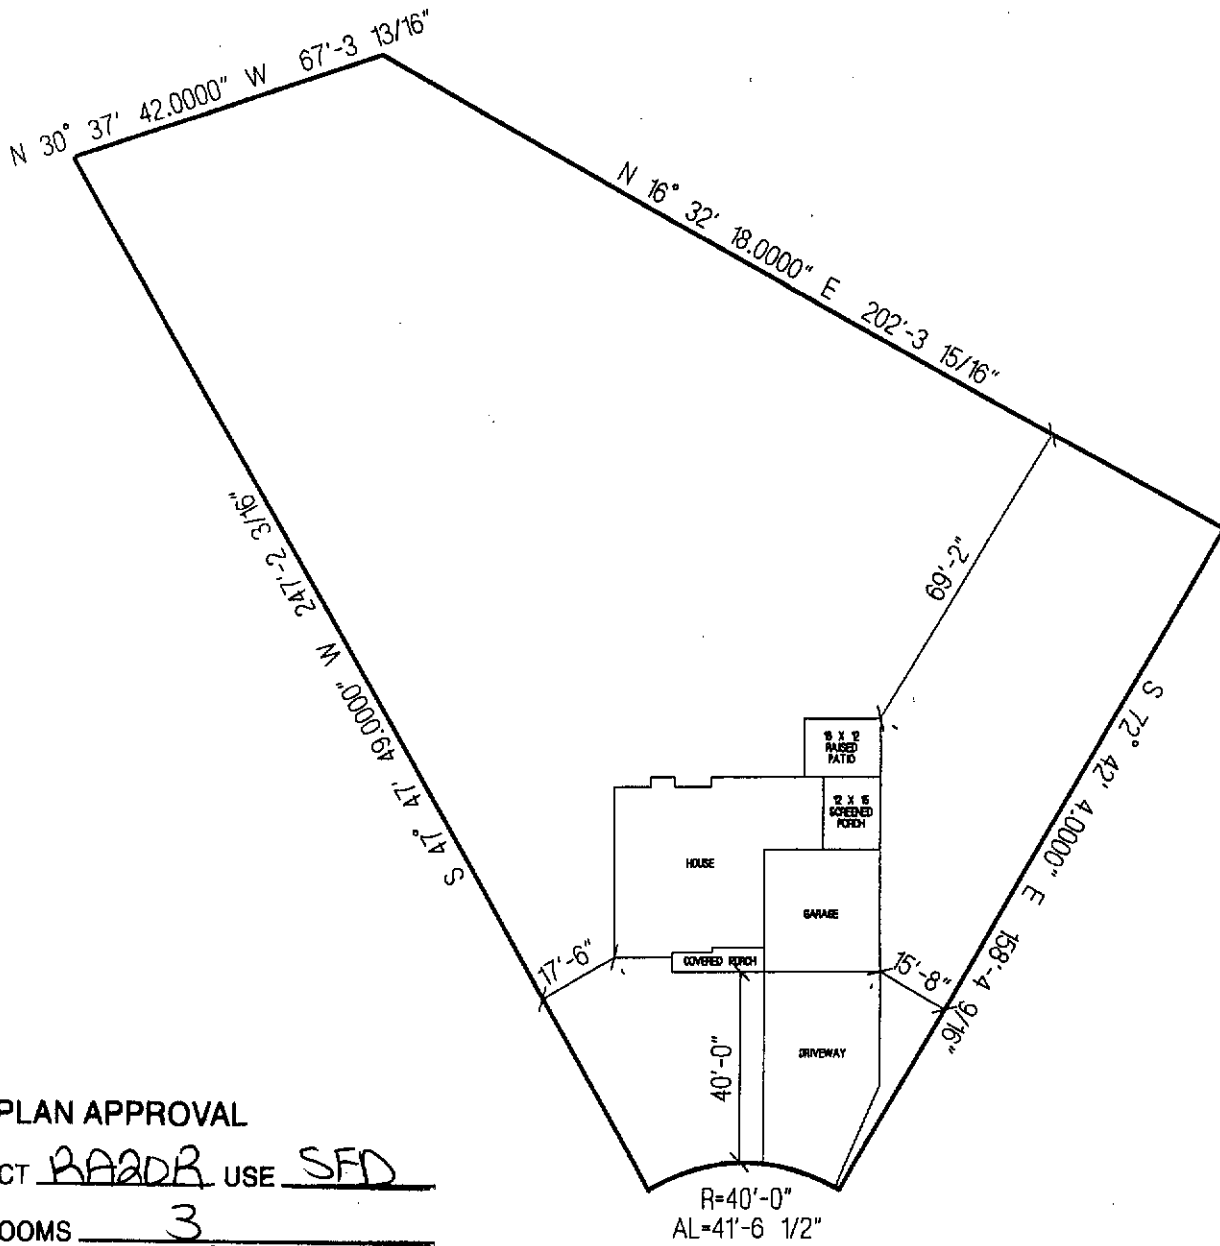 N 30° 37' 42.0000" W 67'-3 13/16"
N 16° 32' 18.0000" E 202'-3 15/16"
S 47° 47' 49.0000" W 247'-2 3/16"
69'-2"
S 72° 42' 4.0000" E 158'-4 9/16"
15 X 12
RAISED
PATIO
12 X 15
SCREENED
PORCH
HOUSE
GARAGE
COVERED PORCH
17'-6"
15'-8"
40'-0"
DRIVEWAY
R=40'-0"
AL=41'-6 1/2"
PLAN APPROVAL
CT RA20R USE SFD
OOMS 3